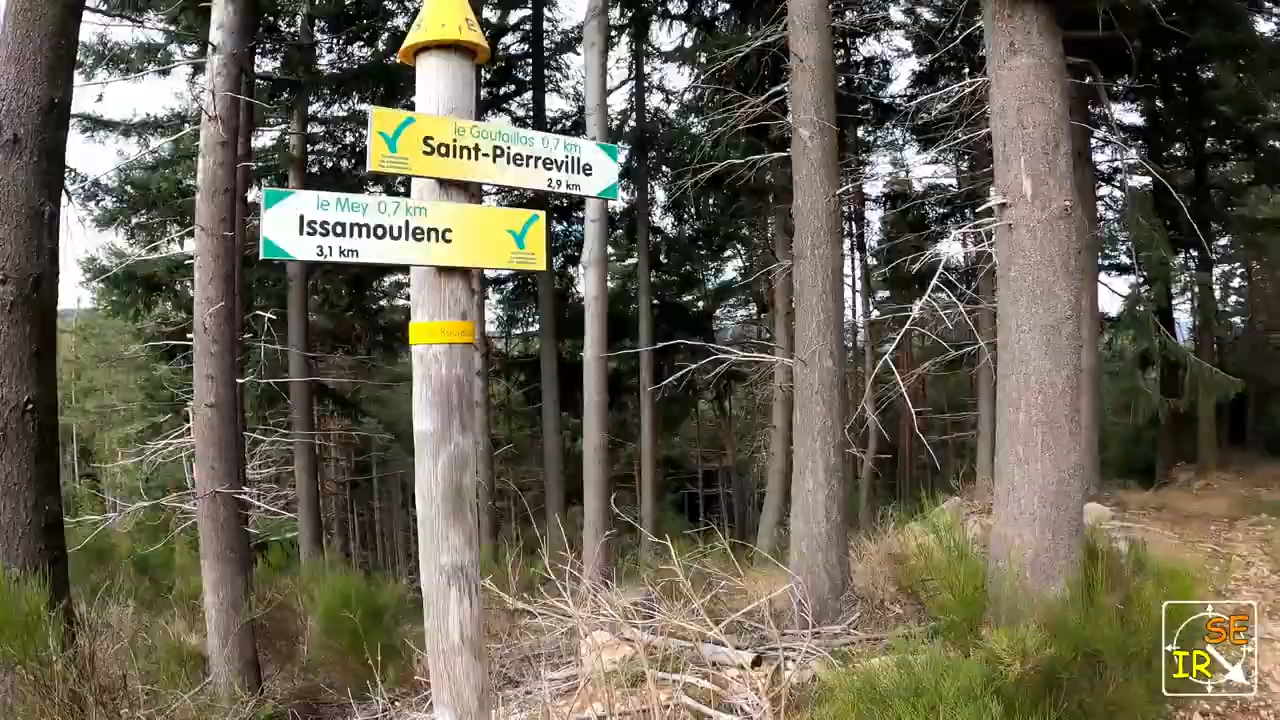 le Goutaillas 0,7 km
Saint-Pierreville
2,9 km
le Mey 0,7 km
Issamoulenc
3,1 km
SE
IR